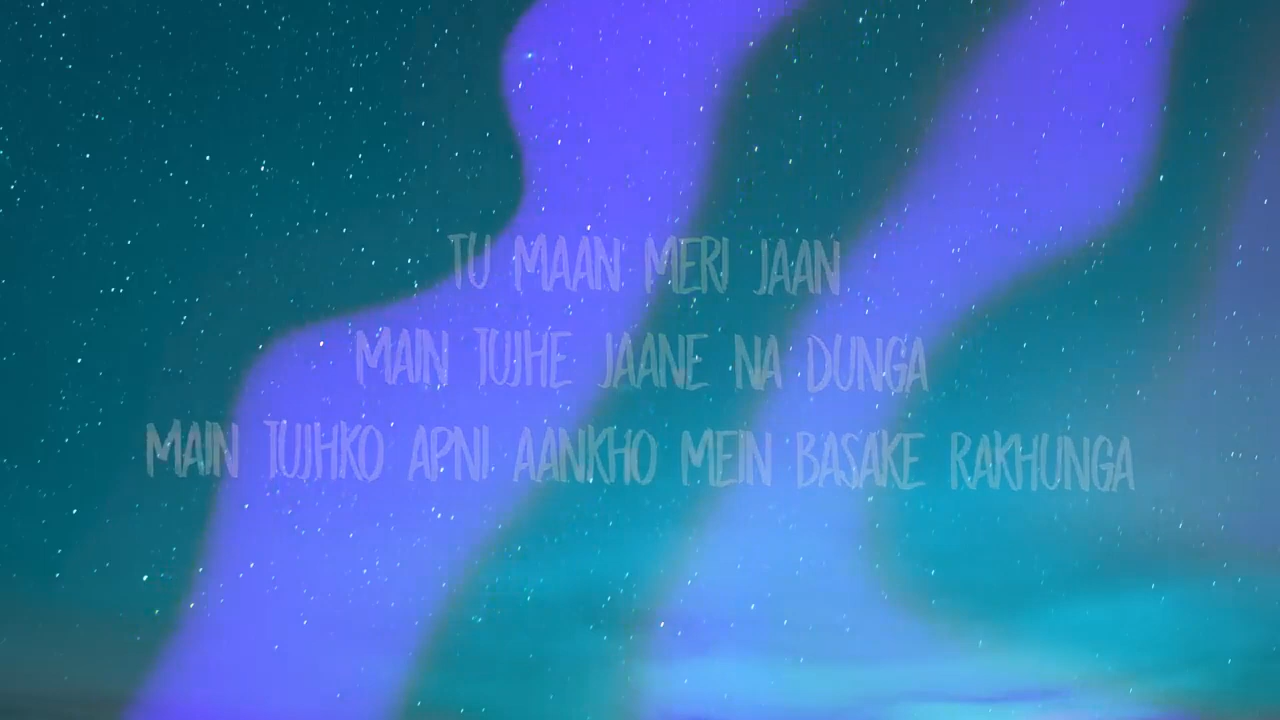 TU MAAN MERI JAAN
MAIN TUJHE JAANE NA DUNGA
MAIN TUJHKO APNI AANKHO MEIN BASAKE RAKHUNGA